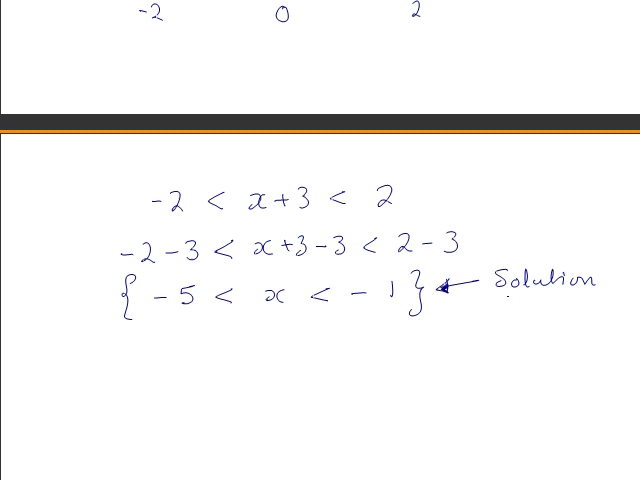 -2 0 2
-2 < x+3 < 2
-2-3 < x+3-3 < 2-3
{ -5 < x < -1 } ← Solution